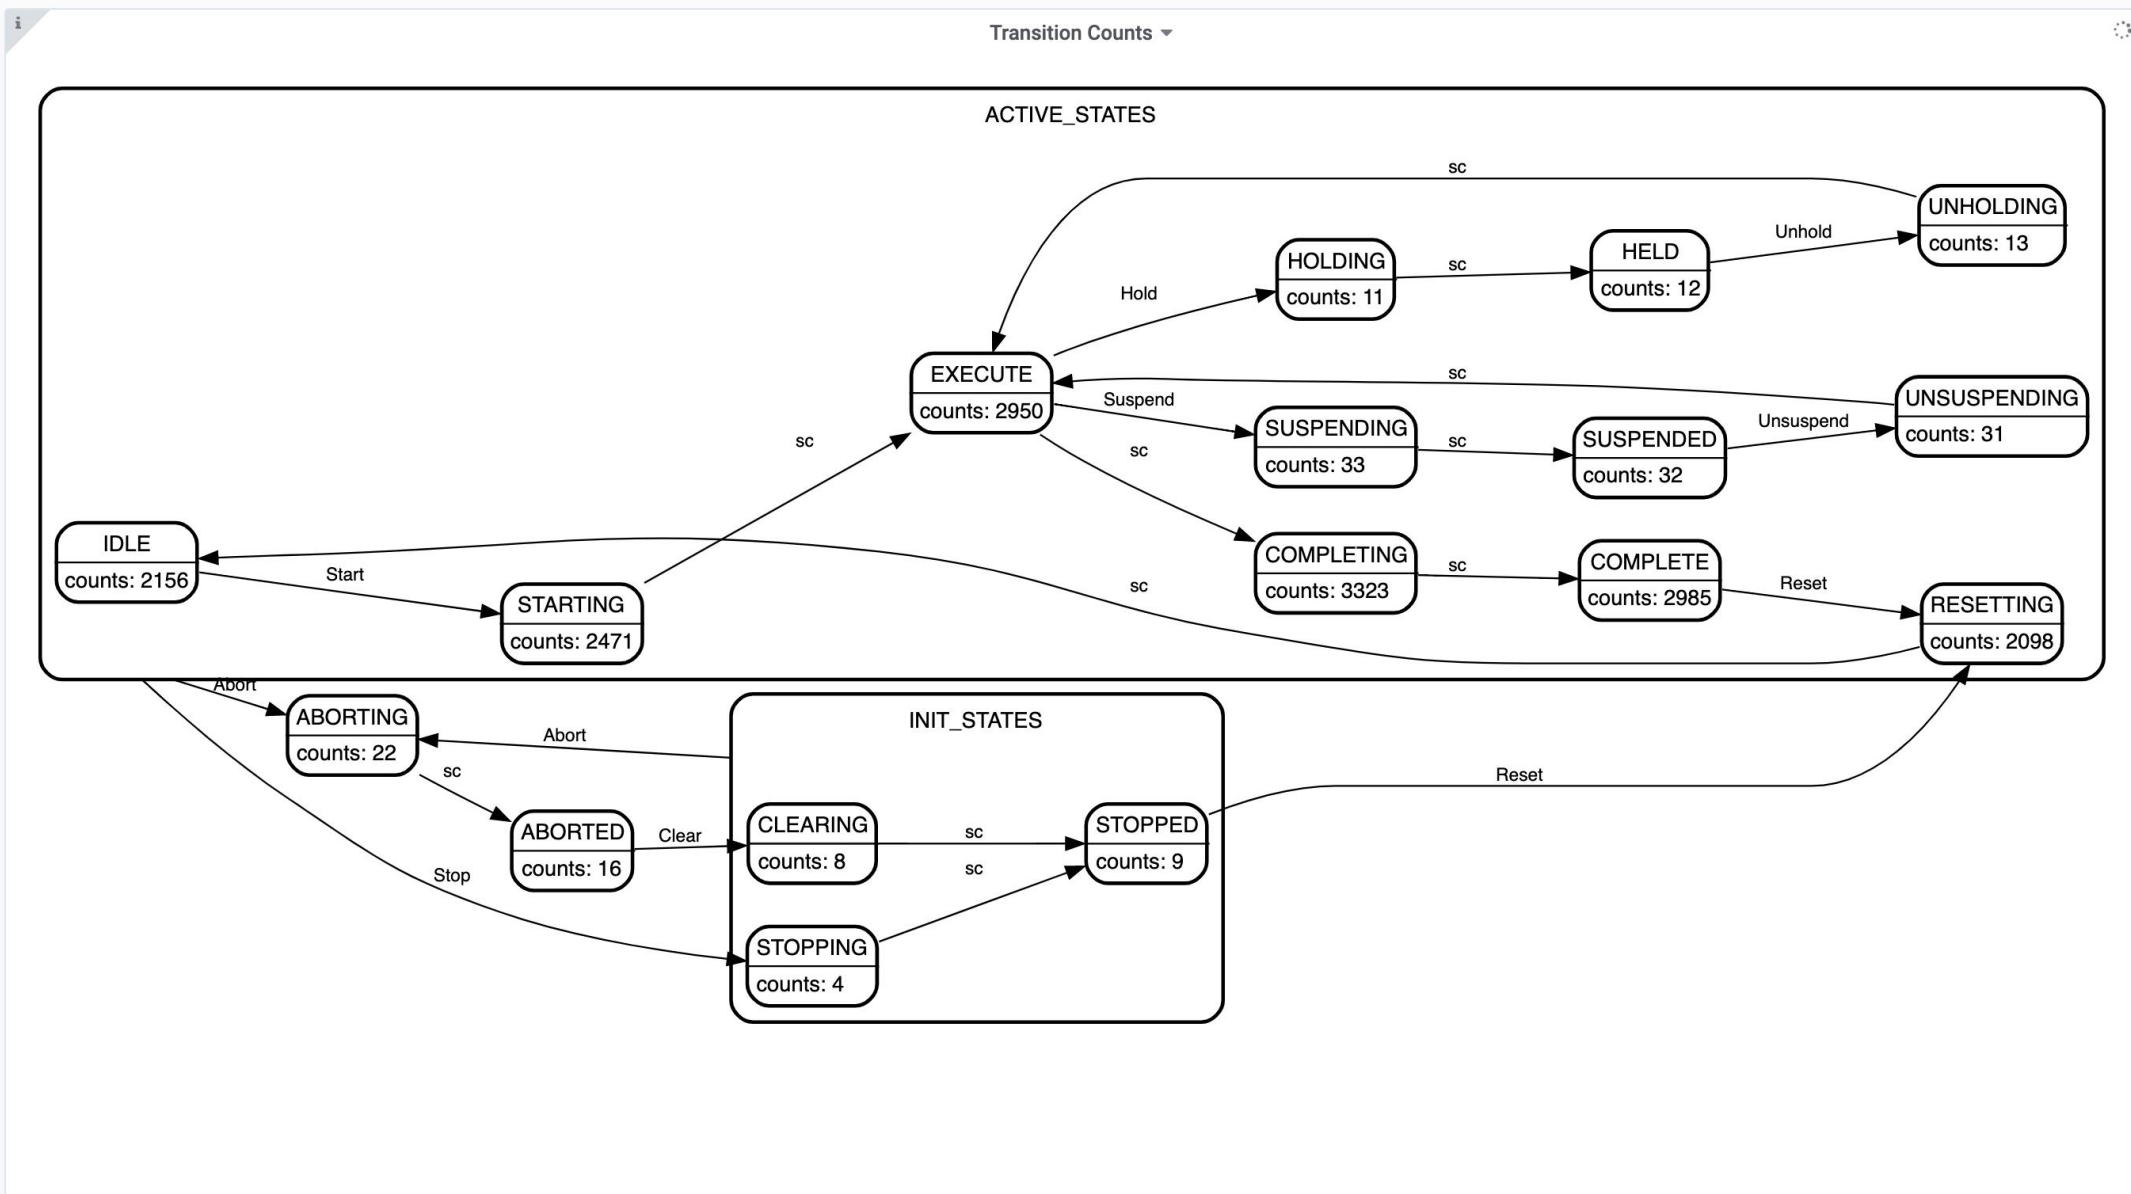 i
Transition Counts
ACTIVE_STATES
sc
UNHOLDING
counts: 13
Unhold
HELD
counts: 12
sc
HOLDING
counts: 11
Hold
EXECUTE
counts: 2950
sc
Suspend
SUSPENDING
counts: 33
sc
SUSPENDED
counts: 32
Unsuspend
UNSUSPENDING
counts: 31
sc
sc
COMPLETING
counts: 3323
sc
COMPLETE
counts: 2985
Reset
RESETTING
counts: 2098
sc
IDLE
counts: 2156
Start
STARTING
counts: 2471
Abort
ABORTING
counts: 22
Abort
sc
ABORTED
counts: 16
Clear
Stop
INIT_STATES
CLEARING
counts: 8
sc
STOPPED
counts: 9
sc
STOPPING
counts: 4
Reset